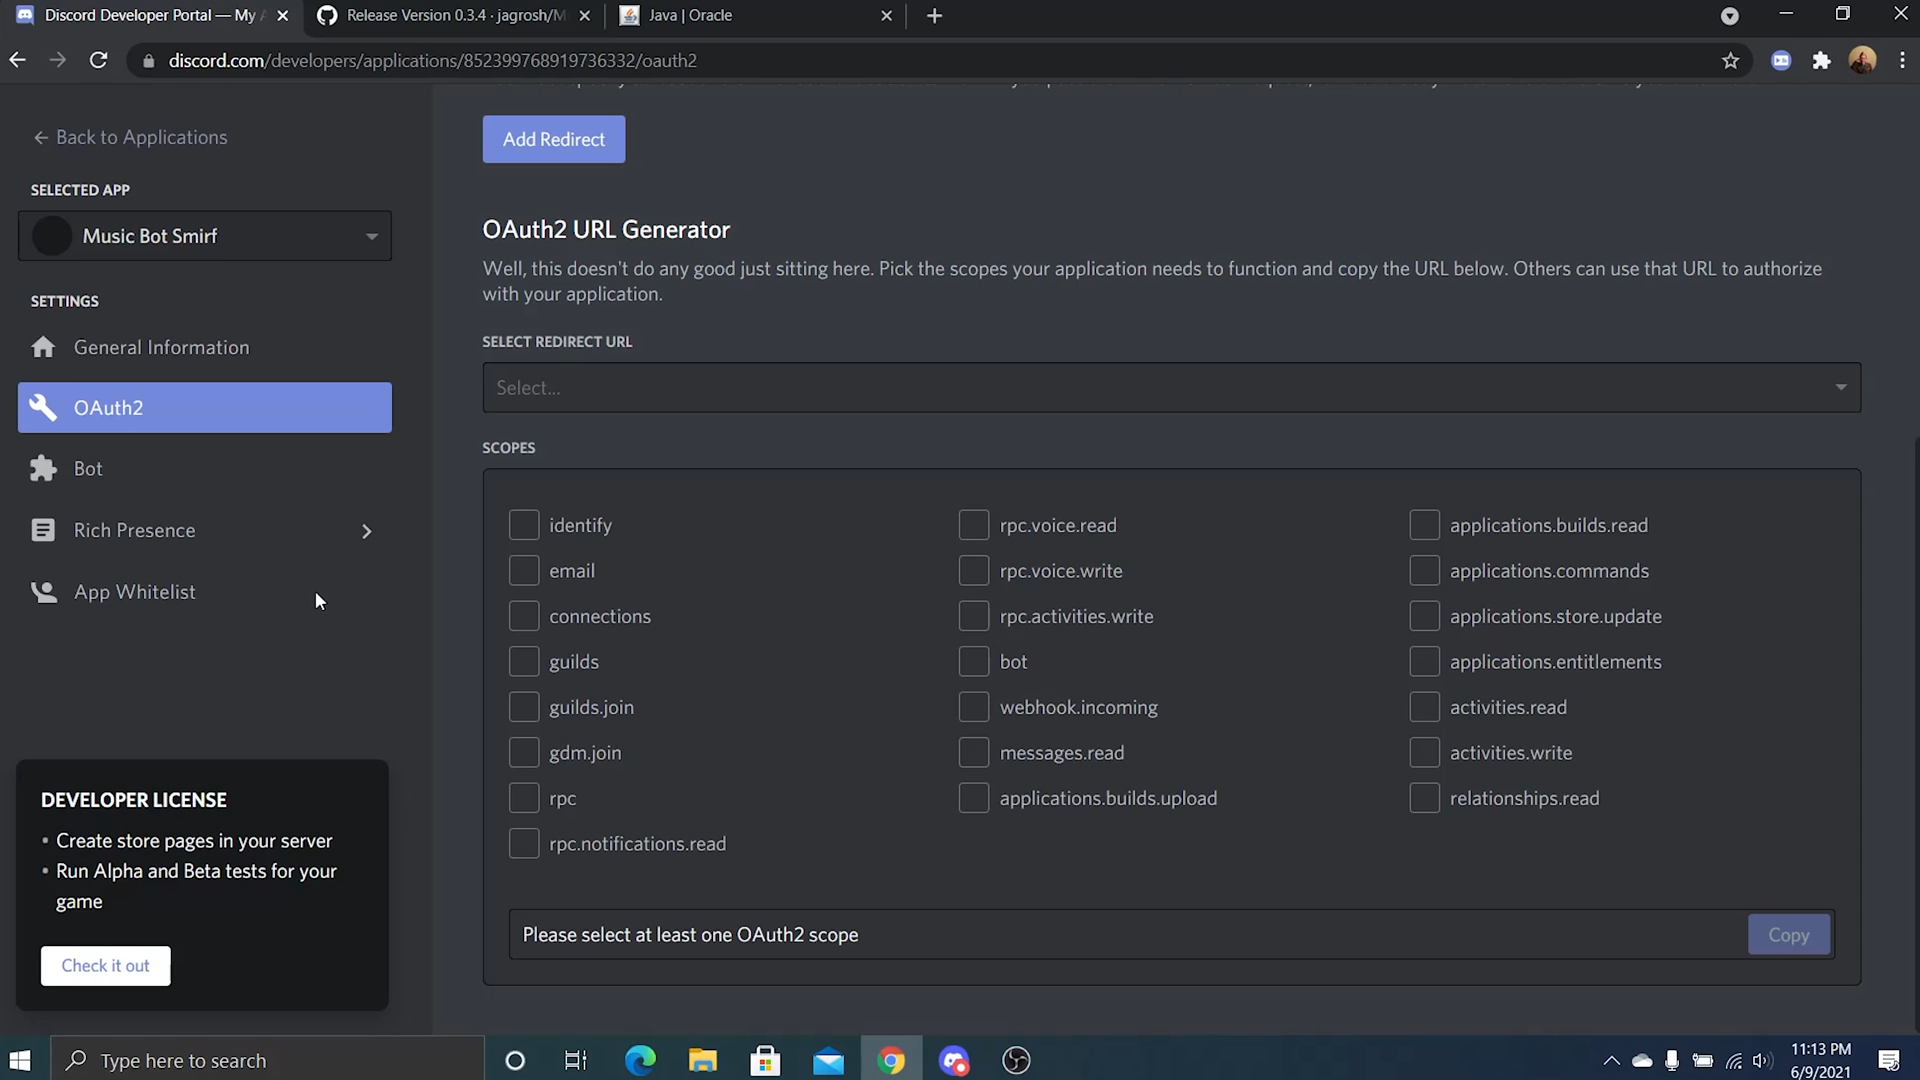 Discord Developer Portal — My A
Release Version 0.3.4 · jagrosh/M
Java | Oracle
discord.com/developers/applications/852399768919736332/oauth2
Back to Applications
SELECTED APP
Music Bot Smirf
SETTINGS
General Information
OAuth2
Bot
Rich Presence
App Whitelist
DEVELOPER LICENSE
• Create store pages in your server
• Run Alpha and Beta tests for your
game
Check it out
Add Redirect
OAuth2 URL Generator
Well, this doesn't do any good just sitting here. Pick the scopes your application needs to function and copy the URL below. Others can use that URL to authorize
with your application.
SELECT REDIRECT URL
Select...
SCOPES
identify
email
connections
guilds
guilds.join
gdm.join
rpc
rpc.notifications.read
rpc.voice.read
rpc.voice.write
rpc.activities.write
bot
webhook.incoming
messages.read
applications.builds.upload
applications.builds.read
applications.commands
applications.store.update
applications.entitlements
activities.read
activities.write
relationships.read
Please select at least one OAuth2 scope
Copy
Type here to search
11:13 PM
6/9/2021